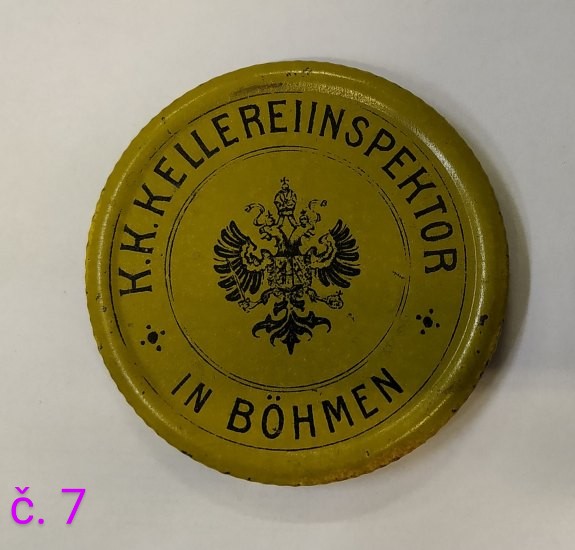 K.K.KELLEREIINSPEKTOR
IN BÖHMEN
č. 7